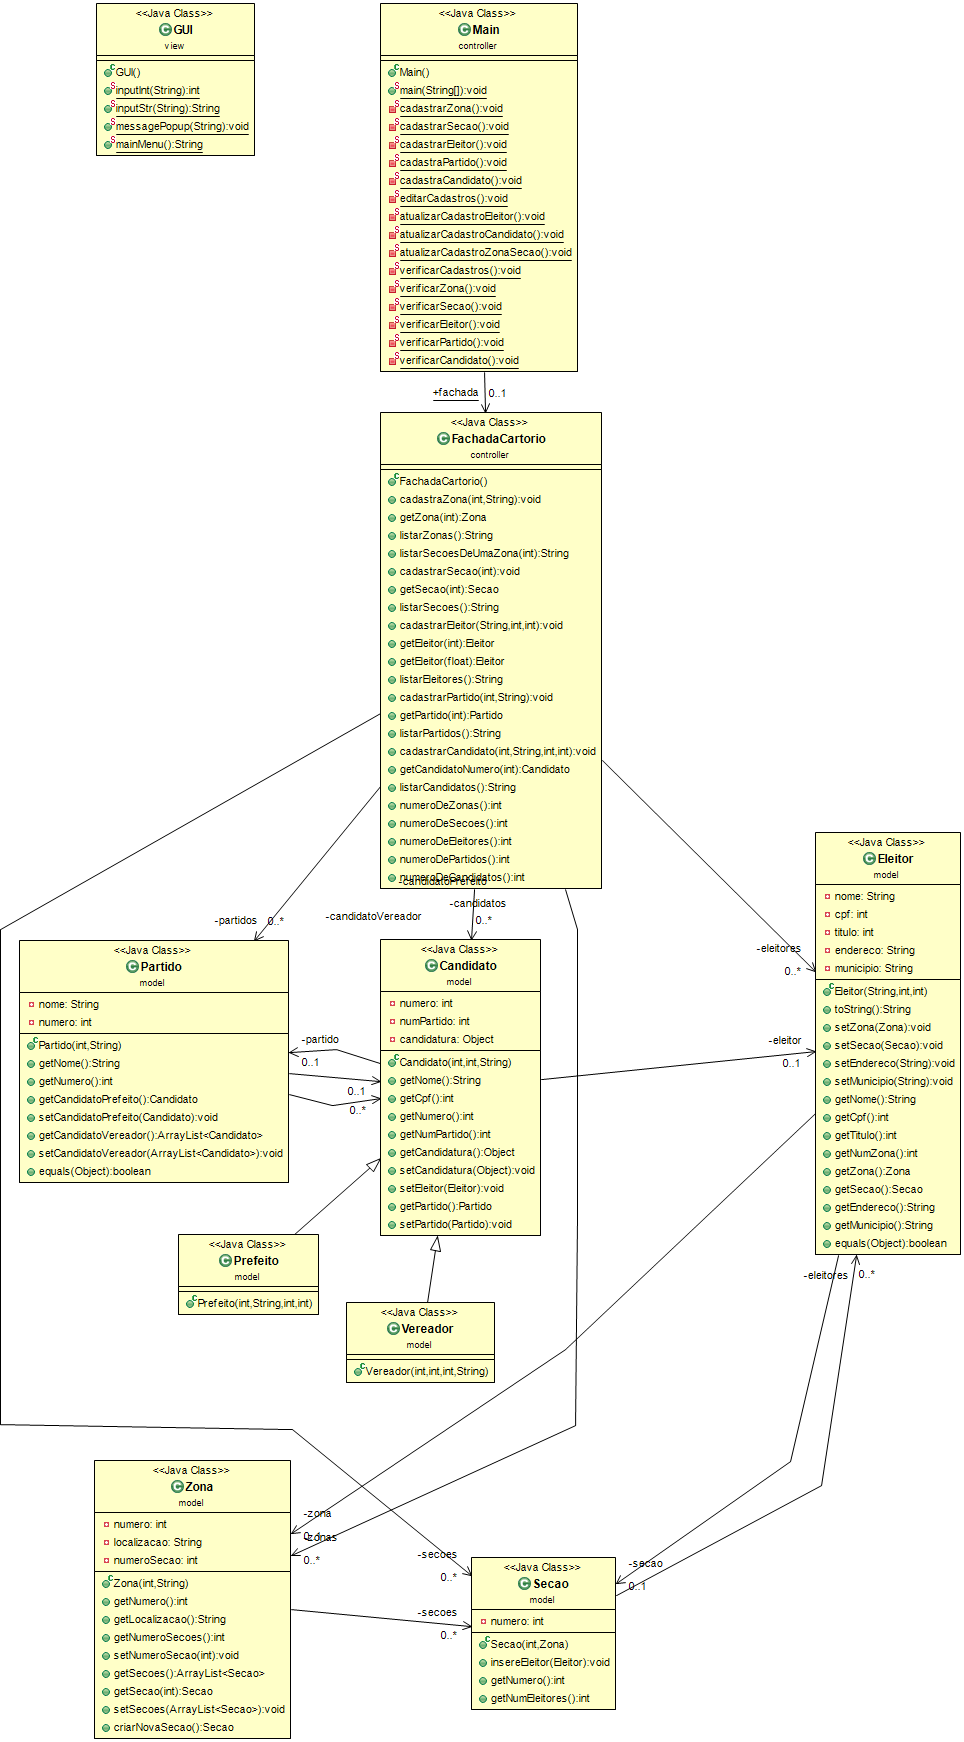 <<Java Class>>
GUI
view
GUI()
inputInt(String):int
inputStr(String):String
messagePopup(String):void
mainMenu():String
<<Java Class>>
Main
controller
Main()
main(String[]):void
cadastrarZona():void
cadastrarSecao():void
cadastrarEleitor():void
cadastraPartido():void
cadastraCandidato():void
editarCadastros():void
atualizarCadastroEleitor():void
atualizarCadastroCandidato():void
atualizarCadastroZonaSecao():void
verificarCadastros():void
verificarZona():void
verificarSecao():void
verificarEleitor():void
verificarPartido():void
verificarCandidato():void
+fachada
0..1
<<Java Class>>
FachadaCartorio
controller
FachadaCartorio()
cadastraZona(int,String):void
getZona(int):Zona
listarZonas():String
listarSecoesDeUmaZona(int):String
cadastrarSecao(int):void
getSecao(int):Secao
listarSecoes():String
cadastrarEleitor(String,int,int):void
getEleitor(int):Eleitor
getEleitor(float):Eleitor
listarEleitores():String
cadastrarPartido(int,String):void
getPartido(int):Partido
listarPartidos():String
cadastrarCandidato(int,String,int,int):void
getCandidatoNumero(int):Candidato
listarCandidatos():String
numeroDeZonas():int
numeroDeSecoes():int
numeroDeEleitores():int
numeroDePartidos():int
numeroDeCandidatos():int
-candidatoPrefeito
-candidatos
0..*
-candidatoVereador
-partidos
0..*
-eleitores
0..*
<<Java Class>>
Eleitor
model
nome: String
cpf: int
titulo: int
endereco: String
municipio: String
Eleitor(String,int,int)
toString():String
setZona(Zona):void
setSecao(Secao):void
setEndereco(String):void
setMunicipio(String):void
getNome():String
getCpf():int
getTitulo():int
getNumZona():int
getZona():Zona
getSecao():Secao
getEndereco():String
getMunicipio():String
equals(Object):boolean
<<Java Class>>
Partido
model
nome: String
numero: int
Partido(int,String)
getNome():String
getNumero():int
getCandidatoPrefeito():Candidato
setCandidatoPrefeito(Candidato):void
getCandidatoVereador():ArrayList<Candidato>
setCandidatoVereador(ArrayList<Candidato>):void
equals(Object):boolean
-partido
0..1
0..1
0..*
<<Java Class>>
Candidato
model
numero: int
numPartido: int
candidatura: Object
Candidato(int,int,String)
getNome():String
getCpf():int
getNumero():int
getNumPartido():int
getCandidatura():Object
setCandidatura(Object):void
setEleitor(Eleitor):void
getPartido():Partido
setPartido(Partido):void
-eleitor
0..1
<<Java Class>>
Prefeito
model
Prefeito(int,String,int,int)
<<Java Class>>
Vereador
model
Vereador(int,int,int,String)
-eleitores
0..*
<<Java Class>>
Zona
model
numero: int
localizacao: String
numeroSecao: int
Zona(int,String)
getNumero():int
getLocalizacao():String
getNumeroSecoes():int
setNumeroSecao(int):void
getSecoes():ArrayList<Secao>
getSecao(int):Secao
setSecoes(ArrayList<Secao>):void
criarNovaSecao():Secao
-zona
0..1
-zonas
0..*
-secoes
0..*
-secoes
0..*
<<Java Class>>
Secao
model
numero: int
Secao(int,Zona)
insereEleitor(Eleitor):void
getNumero():int
getNumEleitores():int
-secao
0..1